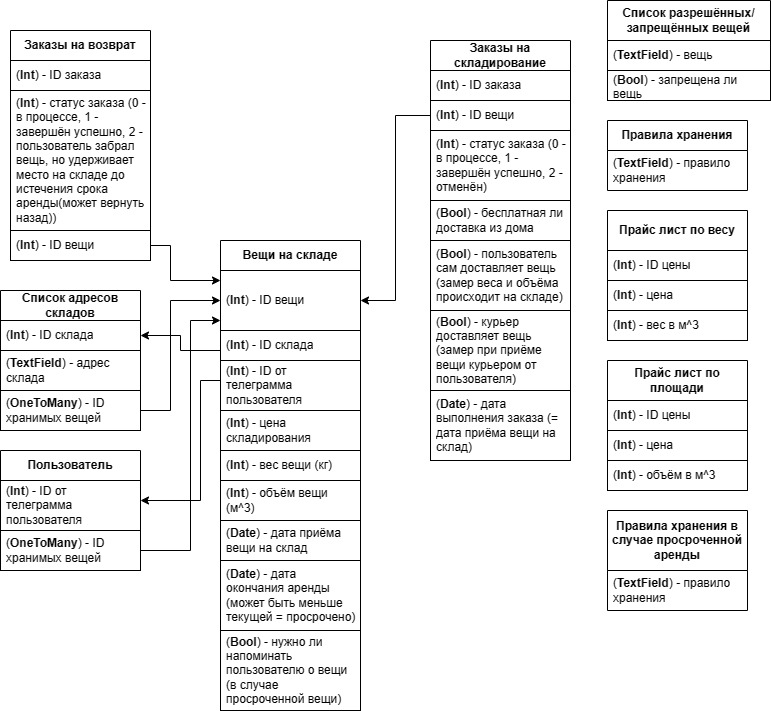 Заказы на возврат
(Int) - ID заказа
(Int) - статус заказа (0 -
в процессе, 1 -
завершён успешно, 2 -
пользователь забрал
вещь, но удерживает
место на складе до
истечения срока
аренды(может вернуть
назад))
(Int) - ID вещи
Список адресов
складов
(Int) - ID склада
(TextField) - адрес
склада
(OneToMany) - ID
хранимых вещей
Пользователь
(Int) - ID от
телеграмма
пользователя
(OneToMany) - ID
хранимых вещей
Вещи на складе
(Int) - ID вещи
(Int) - ID склада
(Int) - ID от
телеграмма
пользователя
(Int) - цена
складирования
(Int) - вес вещи (кг)
(Int) - объём вещи
(м^3)
(Date) - дата приёма
вещи на склад
(Date) - дата
окончания аренды
(может быть меньше
текущей = просрочено)
(Bool) - нужно ли
напоминать
пользователю о вещи
(в случае
просроченной вещи)
Заказы на
складирование
(Int) - ID заказа
(Int) - ID вещи
(Int) - статус заказа (0 -
в процессе, 1 -
завершён успешно, 2 -
отменён)
(Bool) - бесплатная ли
доставка из дома
(Bool) - пользователь
сам доставляет вещь
(замер веса и объёма
происходит на складе)
(Bool) - курьер
доставляет вещь
(замер при приёме
вещи курьером от
пользователя)
(Date) - дата
выполнения заказа (=
дата приёма вещи на
склад)
Список разрешённых/
запрещённых вещей
(TextField) - вещь
(Bool) - запрещена ли
вещь
Правила хранения
(TextField) - правило
хранения
Прайс лист по весу
(Int) - ID цены
(Int) - цена
(Int) - вес в м^3
Прайс лист по
площади
(Int) - ID цены
(Int) - цена
(Int) - объём в м^3
Правила хранения в
случае просроченной
аренды
(TextField) - правило
хранения